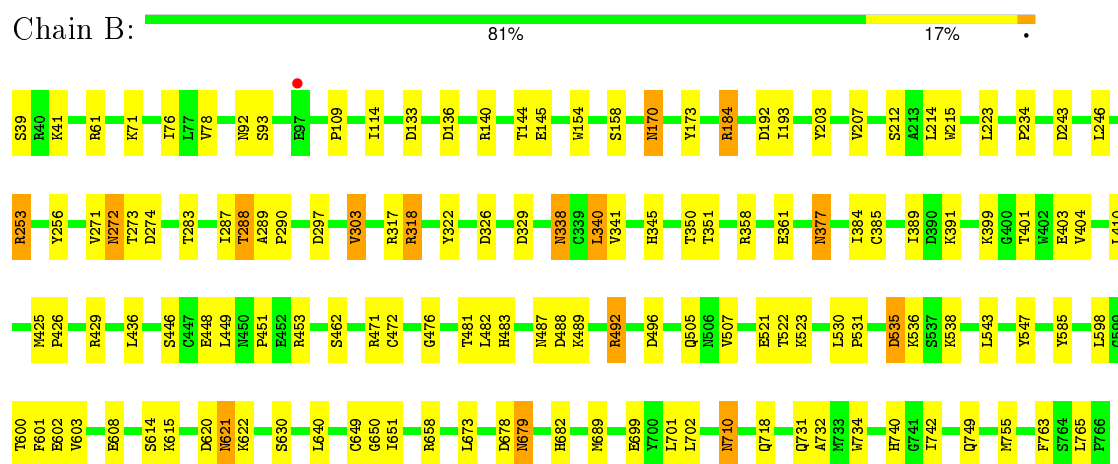 Chain B:
81% 17% •
S39 R40 K41 R61 K71 I76 L77 V78 N92 S93 E97 P109 I114 D133 D136 R140 T144 E145 W154 S158 N170 Y173 R184 D192 I193 Y203 V207 S212 A213 L214 W215 L223 P234 D243 L246
R253 Y256 V271 N272 T273 D274 T283 I287 T288 A289 P290 D297 V303 R317 R318 Y322 D326 D329 N338 C339 L340 V341 H345 T350 T351 R358 E361 N377 I384 C385 I389 D390 K391 K399 G400 T401 W402 E403 V404 L410
M425 P426 R429 L436 S446 C447 E448 L449 N450 P451 E452 R453 S462 R471 C472 G476 T481 L482 H483 N487 D488 K489 R492 D496 Q505 N506 V507 E521 T522 K523 L530 P531 D535 K536 S537 K538 L543 Y547 Y585 L598 C599
T600 F601 E602 V603 E608 S614 K615 D620 N621 K622 S630 L640 C649 G650 I651 R658 L673 D678 N679 H682 M689 E699 Y700 L701 L702 N710 Q718 Q731 A732 M733 W734 H740 G741 I742 Q749 M755 F763 S764 L765 P766